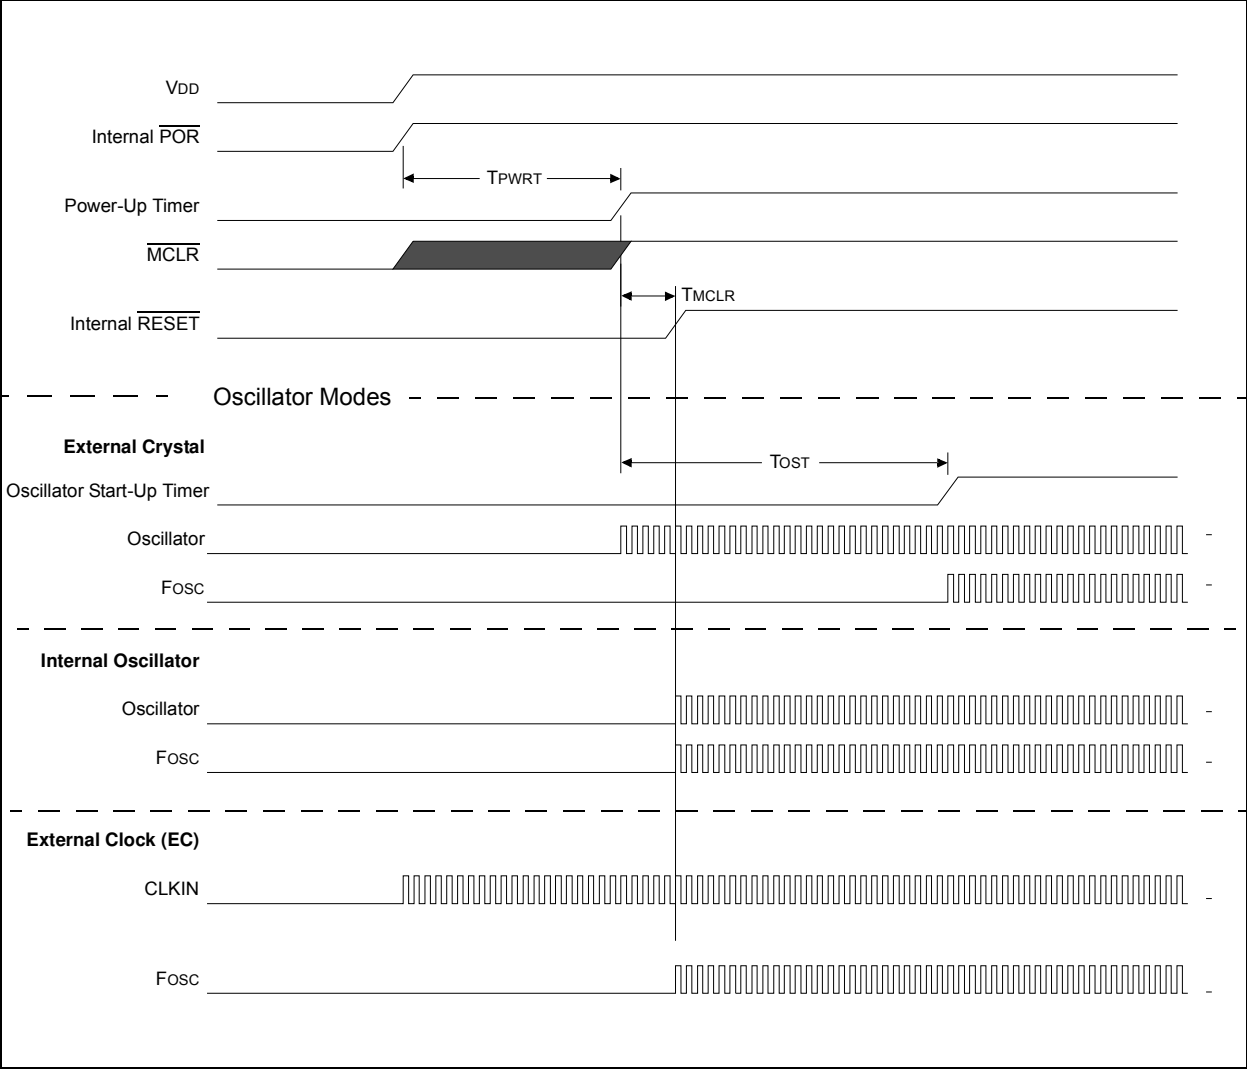 VDD
Internal POR
TPWRT
Power-Up Timer
MCLR
TMCLR
Internal RESET
Oscillator Modes
External Crystal
TOST
Oscillator Start-Up Timer
Oscillator
FOSC
Internal Oscillator
Oscillator
FOSC
External Clock (EC)
CLKIN
FOSC